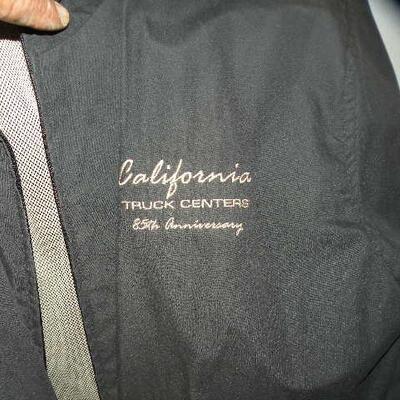 California
TRUCK CENTERS
85th Anniversary